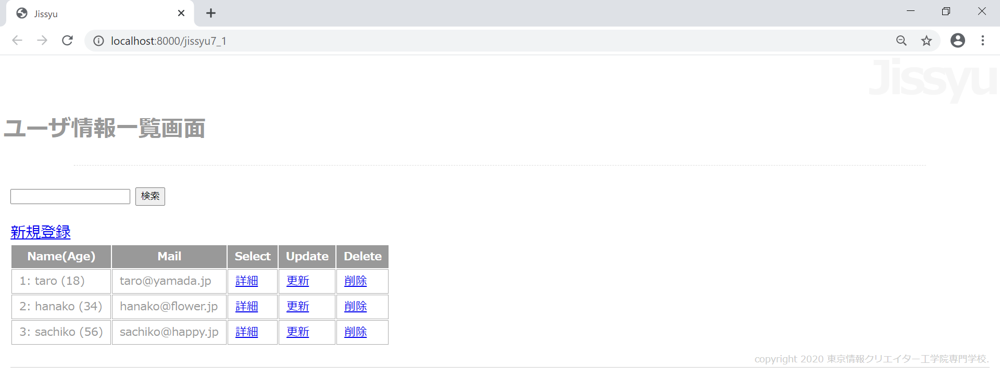 Jissyu
localhost:8000/jissyu7_1
Jissyu
ユーザ情報一覧画面
検索
新規登録
Name(Age) Mail Select Update Delete
1: taro (18) taro@yamada.jp 詳細 更新 削除
2: hanako (34) hanako@flower.jp 詳細 更新 削除
3: sachiko (56) sachiko@happy.jp 詳細 更新 削除
copyright 2020 東京情報クリエイター工学院専門学校.